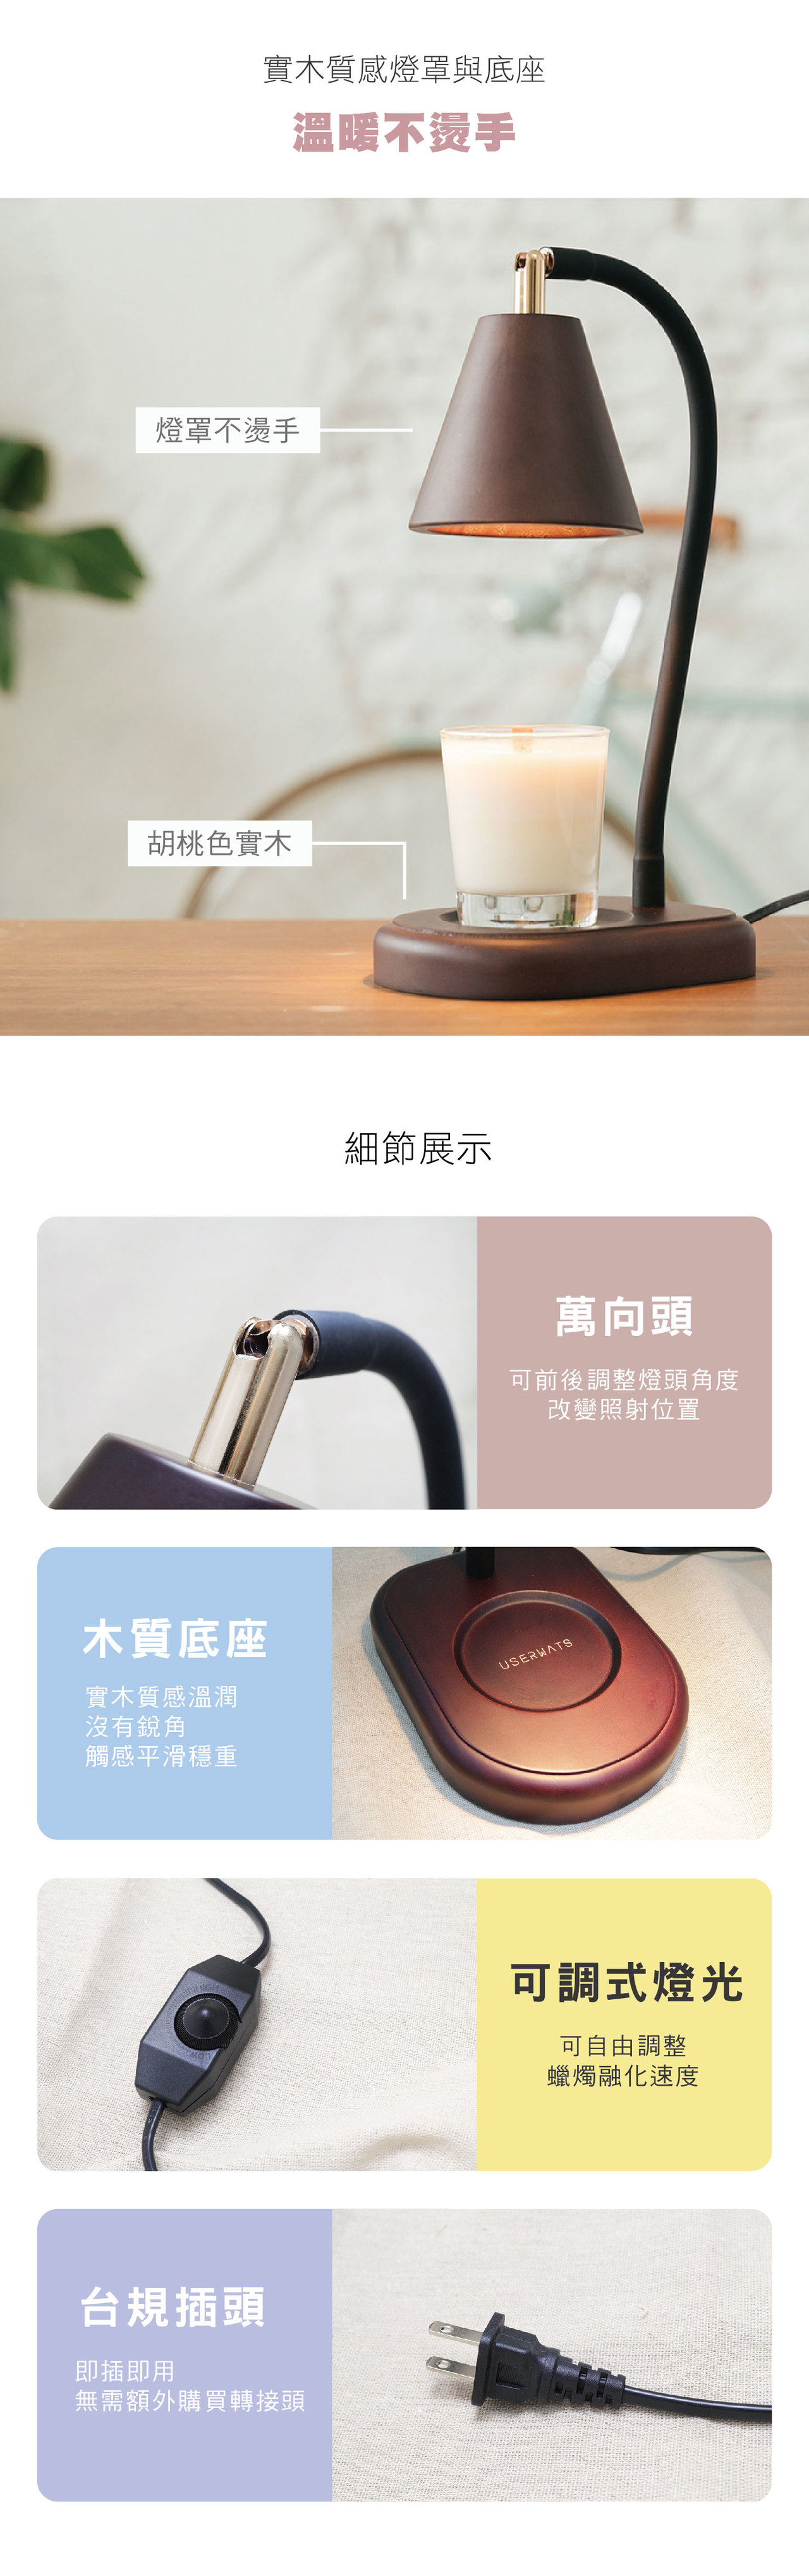 實木質感燈罩與底座
溫暖不燙手
燈罩不燙手
胡桃色實木
細節展示
萬向頭
可前後調整燈頭角度
改變照射位置
木質底座
實木質感溫潤
沒有銳角
觸感平滑穩重
USERWATS
可調式燈光
可自由調整
蠟燭融化速度
台規插頭
即插即用
無需額外購買轉接頭